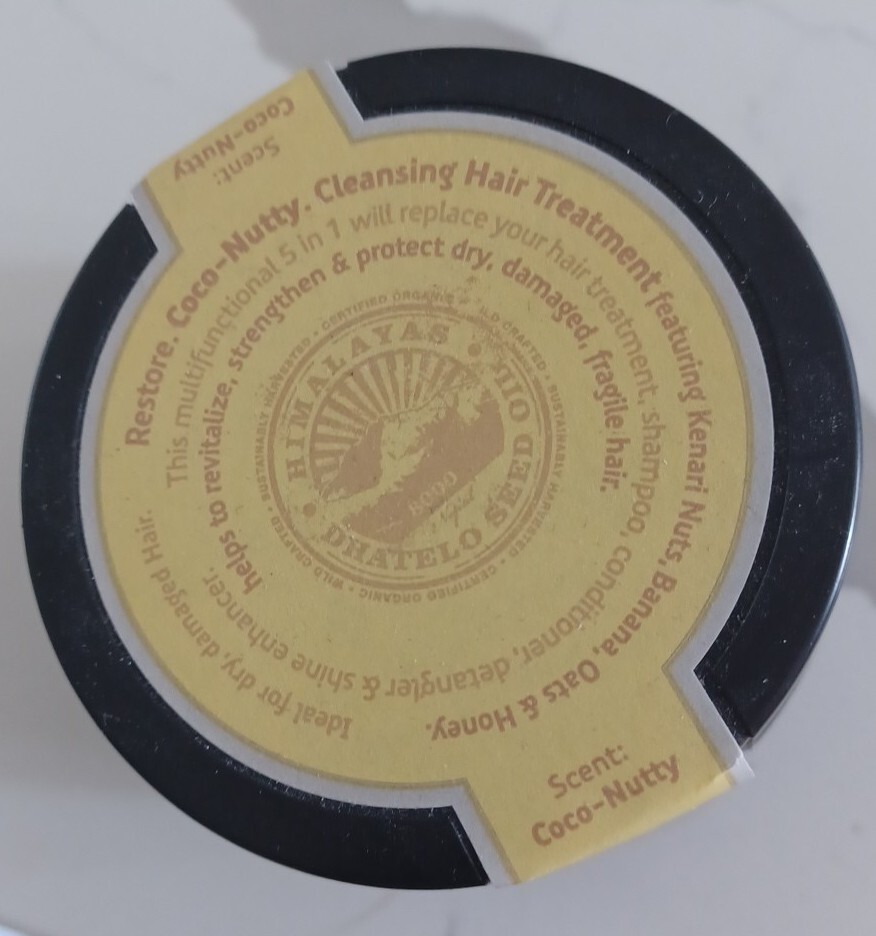 Scent:
Coco-Nutty
Restore. Coco-Nutty. Cleansing Hair Treatment featuring Kenari Nuts, Banana, Oats & Honey.
Ideal for dry, damaged Hair.
This multifunctional 5 in 1 will replace your hair treatment, shampoo, conditioner, detangler & shine enhancer.
helps to revitalize, strengthen & protect dry, damaged, fragile hair.
SUSTAINABLY HARVESTED • CERTIFIED ORGANIC • WILD CRAFTED • SUSTAINABLY HARVESTED • CERTIFIED ORGANIC • WILD CRAFTED •
HIMALAYAS
DHATELO SEED OIL
8000
Scent:
Coco-Nutty